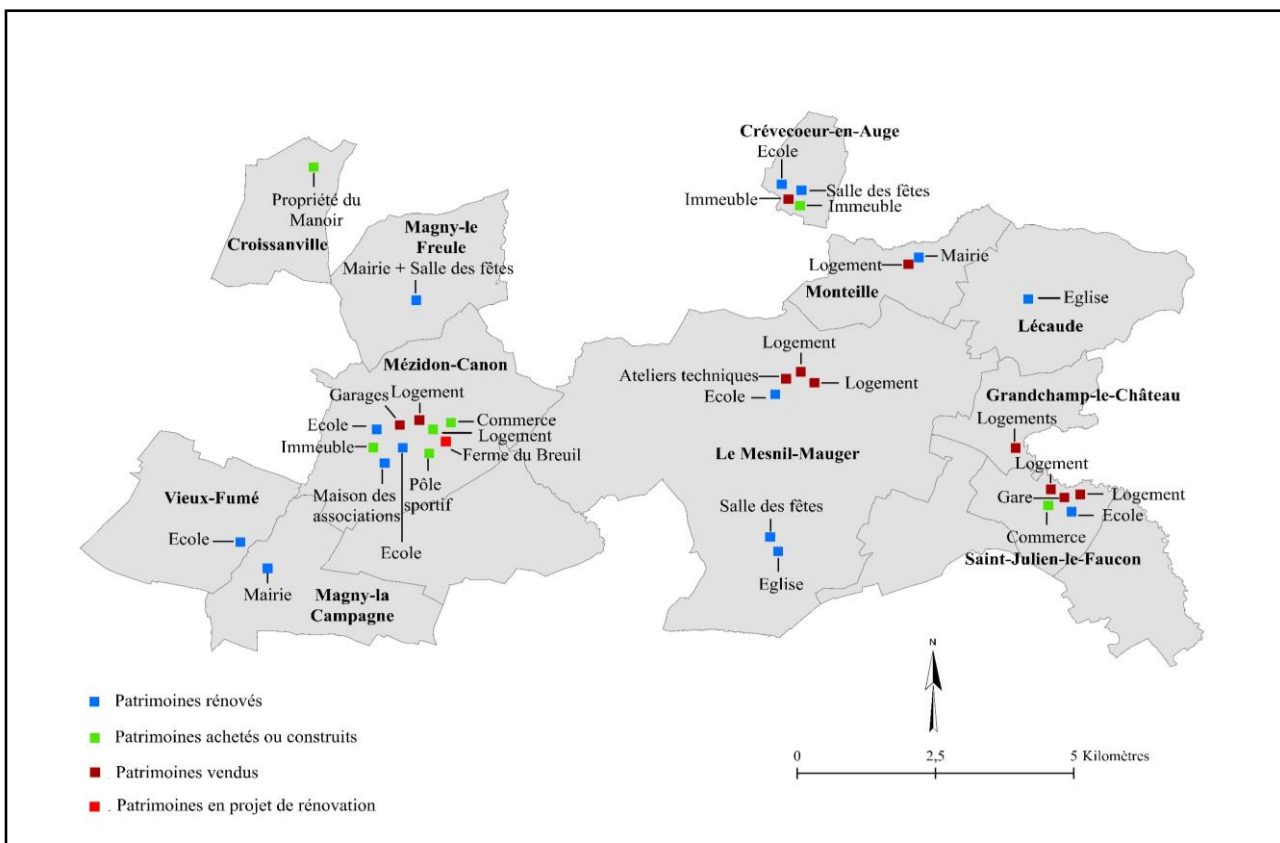 Crévecoeur-en-Auge
Ecole
Salle des fêtes
Immeuble
Immeuble
Propriété du
Manoir
Croissanville
Magny-le
Freule
Mairie + Salle des fêtes
Mairie
Logement
Monteille
Eglise
Lécaude
Mézidon-Canon
Garages
Logement
Ecole
Commerce
Logement
Immeuble
Ferme du Breuil
Maison des
associations
Pôle
sportif
Ecole
Logement
Ateliers techniques
Logement
Ecole
Le Mesnil-Mauger
Salle des fêtes
Eglise
Grandchamp-le-Château
Logements
Logement
Gare
Logement
Ecole
Commerce
Saint-Julien-le-Faucon
Vieux-Fumé
Ecole
Mairie
Magny-la
Campagne
N
0 2,5 5 Kilomètres
Patrimoines rénovés
Patrimoines achetés ou construits
. Patrimoines vendus
. Patrimoines en projet de rénovation